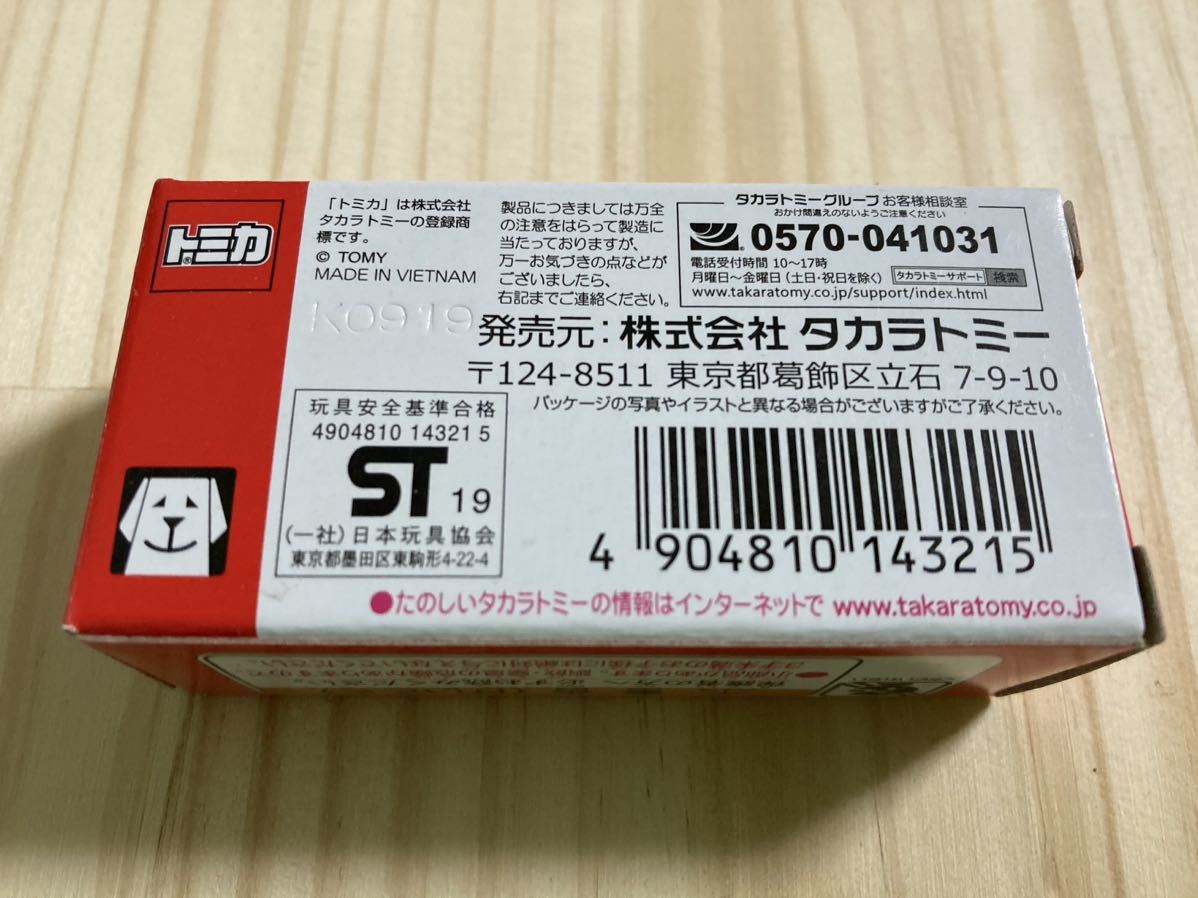 トミカ®
「トミカ」は株式会社
タカラトミーの登録商
標です。
© TOMY
MADE IN VIETNAM
K0919
製品につきましては万全
の注意をはらって製造に
当たっておりますが、
万一お気づきの点などが
ございましたら、
右記までご連絡ください。
タカラトミーグループ お客様相談室
おかけ間違えのないようご注意ください
0570-041031
電話受付時間 10〜17時
月曜日〜金曜日(土日・祝日を除く) タカラトミーサポート 検索
www.takaratomy.co.jp/support/index.html
発売元：株式会社 タカラトミー
〒124-8511 東京都葛飾区立石 7-9-10
パッケージの写真やイラストと異なる場合がございますがご了承ください。
玩具安全基準合格
4904810 14321 5
ST 19
(一社)日本玩具協会
東京都墨田区東駒形4-22-4
4 904810 143215
●たのしいタカラトミーの情報はインターネットで www.takaratomy.co.jp